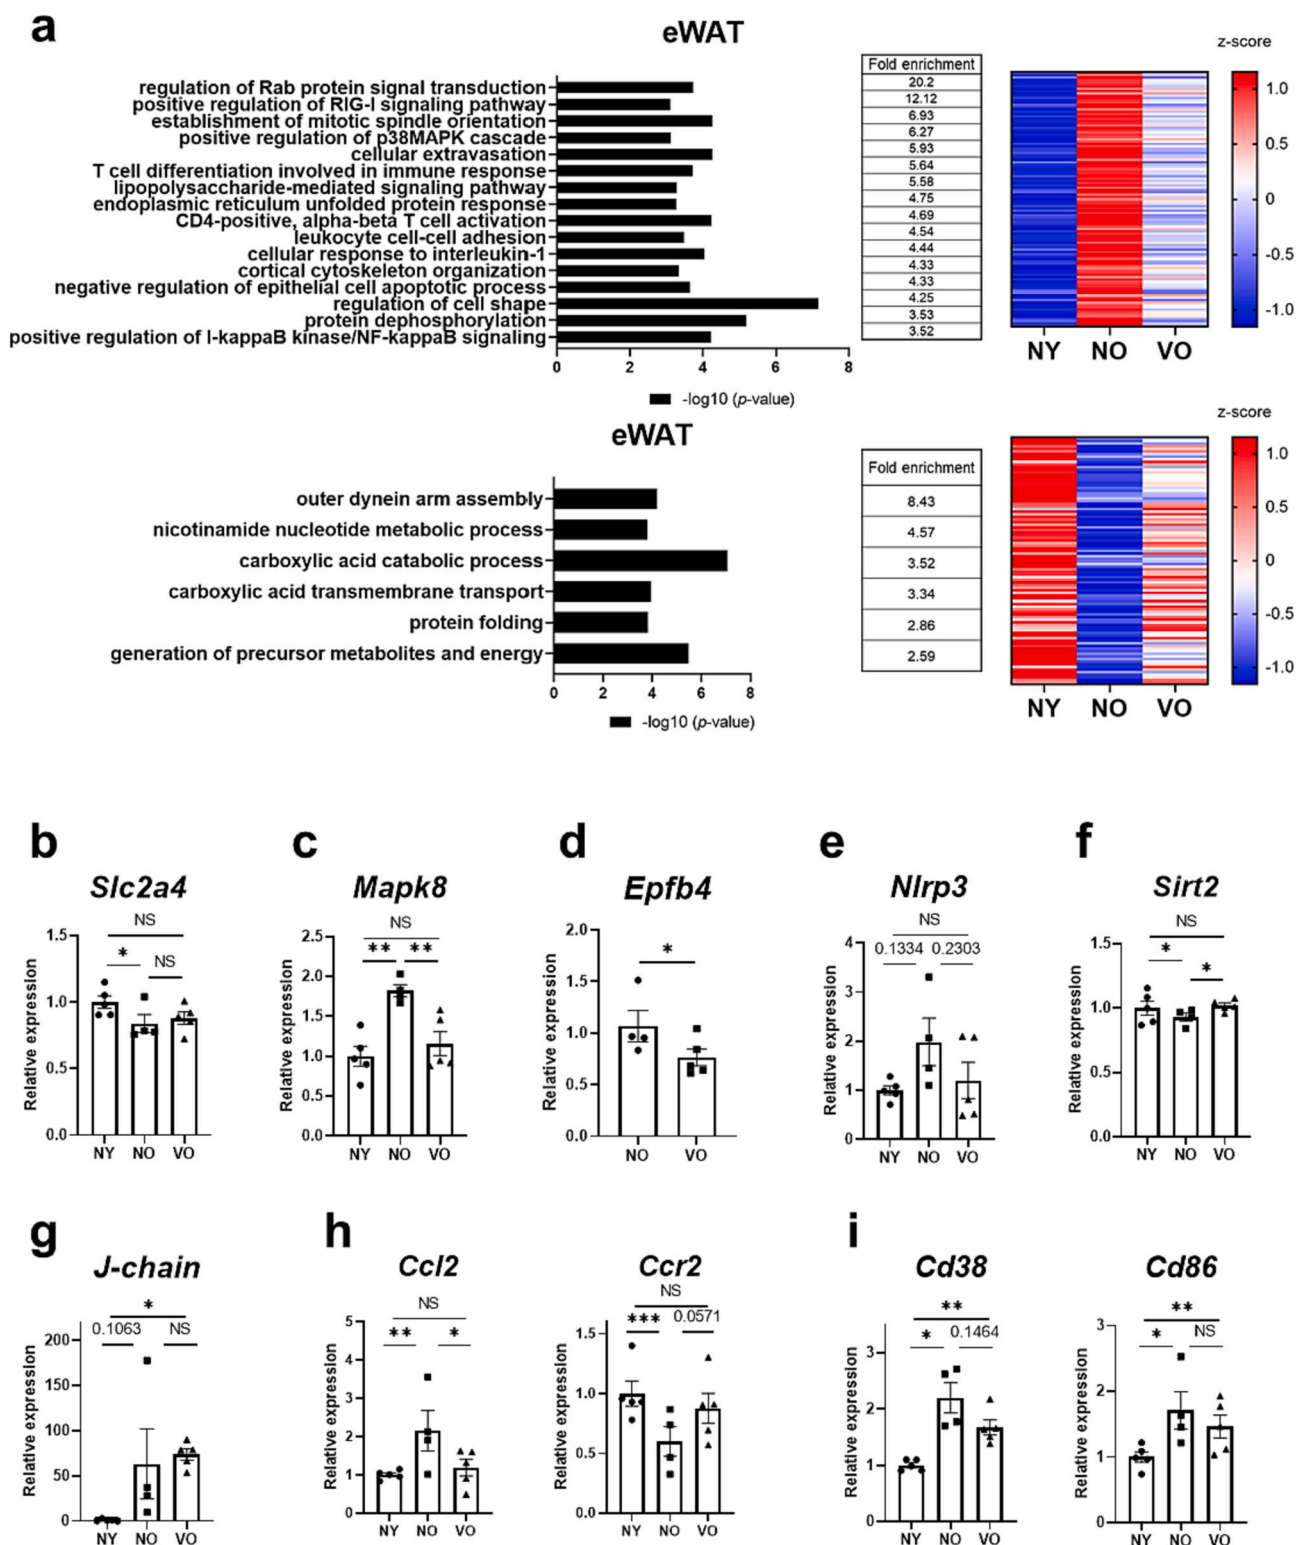 a
eWAT
regulation of Rab protein signal transduction
positive regulation of RIG-I signaling pathway
establishment of mitotic spindle orientation
positive regulation of p38MAPK cascade
cellular extravasation
T cell differentiation involved in immune response
lipopolysaccharide-mediated signaling pathway
endoplasmic reticulum unfolded protein response
CD4-positive, alpha-beta T cell activation
leukocyte cell-cell adhesion
cellular response to interleukin-1
cortical cytoskeleton organization
negative regulation of epithelial cell apoptotic process
regulation of cell shape
protein dephosphorylation
positive regulation of I-kappaB kinase/NF-kappaB signaling
0 2 4 6 8
-log10 (p-value)
Fold enrichment
20.2
12.12
6.93
6.27
5.93
5.64
5.58
4.75
4.69
4.54
4.44
4.33
4.33
4.25
3.53
3.52
z-score
1.0
0.5
0
-0.5
-1.0
NY NO VO
eWAT
outer dynein arm assembly
nicotinamide nucleotide metabolic process
carboxylic acid catabolic process
carboxylic acid transmembrane transport
protein folding
generation of precursor metabolites and energy
0 2 4 6 8
-log10 (p-value)
Fold enrichment
8.43
4.57
3.52
3.34
2.86
2.59
z-score
1.0
0.5
0
-0.5
-1.0
NY NO VO
b
Slc2a4
NS
* NS
Relative expression
1.5
1.0
0.5
0.0
NY NO VO
c
Mapk8
NS
** **
Relative expression
2.5
2.0
1.5
1.0
0.5
0.0
NY NO VO
d
Epfb4
*
Relative expression
2.0
1.5
1.0
0.5
0.0
NO VO
e
Nlrp3
NS
0.1334 0.2303
Relative expression
4
3
2
1
0
NY NO VO
f
Sirt2
NS
* *
Relative expression
1.5
1.0
0.5
0.0
NY NO VO
g
J-chain
*
0.1063 NS
Relative expression
200
150
100
50
0
NY NO VO
h
Ccl2
NS
** *
Relative expression
5
4
3
2
1
0
NY NO VO
Ccr2
NS
*** 0.0571
Relative expression
1.5
1.0
0.5
0.0
NY NO VO
i
Cd38
**
* 0.1464
Relative expression
3
2
1
0
NY NO VO
Cd86
**
* NS
Relative expression
3
2
1
0
NY NO VO